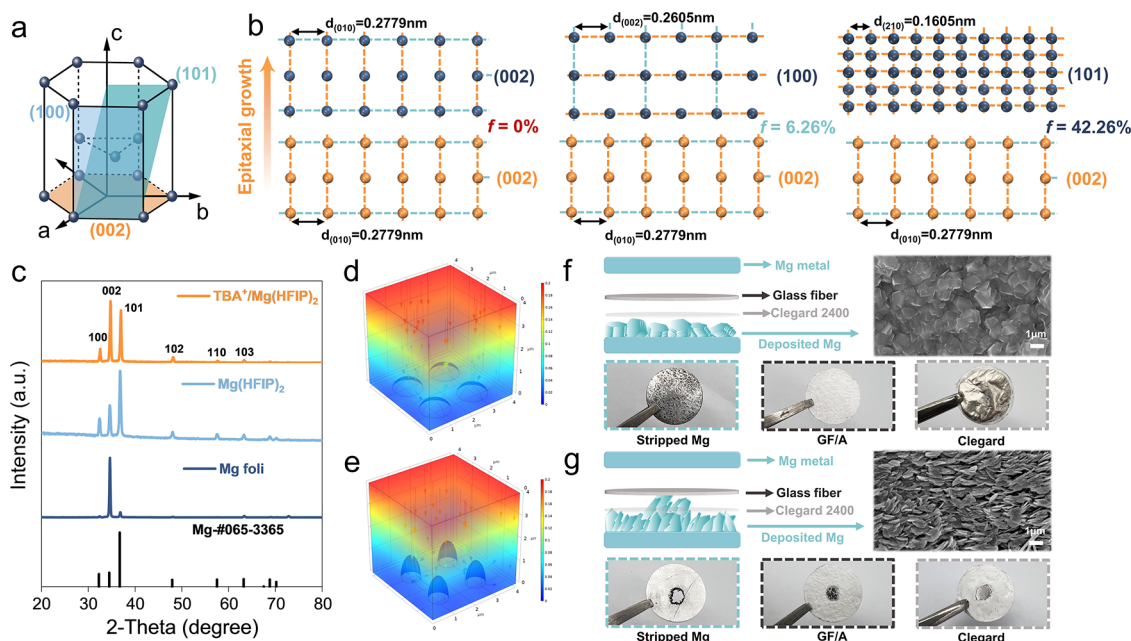 a
c
(101)
(100)
b
a
(002)
b
Epitaxial growth
d(010)=0.2779nm
(002)
f = 0%
(002)
d(010)=0.2779nm
d(002)=0.2605nm
(100)
f = 6.26%
(002)
d(010)=0.2779nm
d(210)=0.1605nm
(101)
f = 42.26%
(002)
d(010)=0.2779nm
c
002
TBA+/Mg(HFIP)2
101
100
102
110
103
Mg(HFIP)2
Mg foli
Mg-#065-3365
Intensity (a.u.)
20 30 40 50 60 70 80
2-Theta (degree)
d
e
f
Mg metal
Glass fiber
Clegard 2400
Deposited Mg
1μm
Stripped Mg
GF/A
Clegard
g
Mg metal
Glass fiber
Clegard 2400
Deposited Mg
1μm
Stripped Mg
GF/A
Clegard